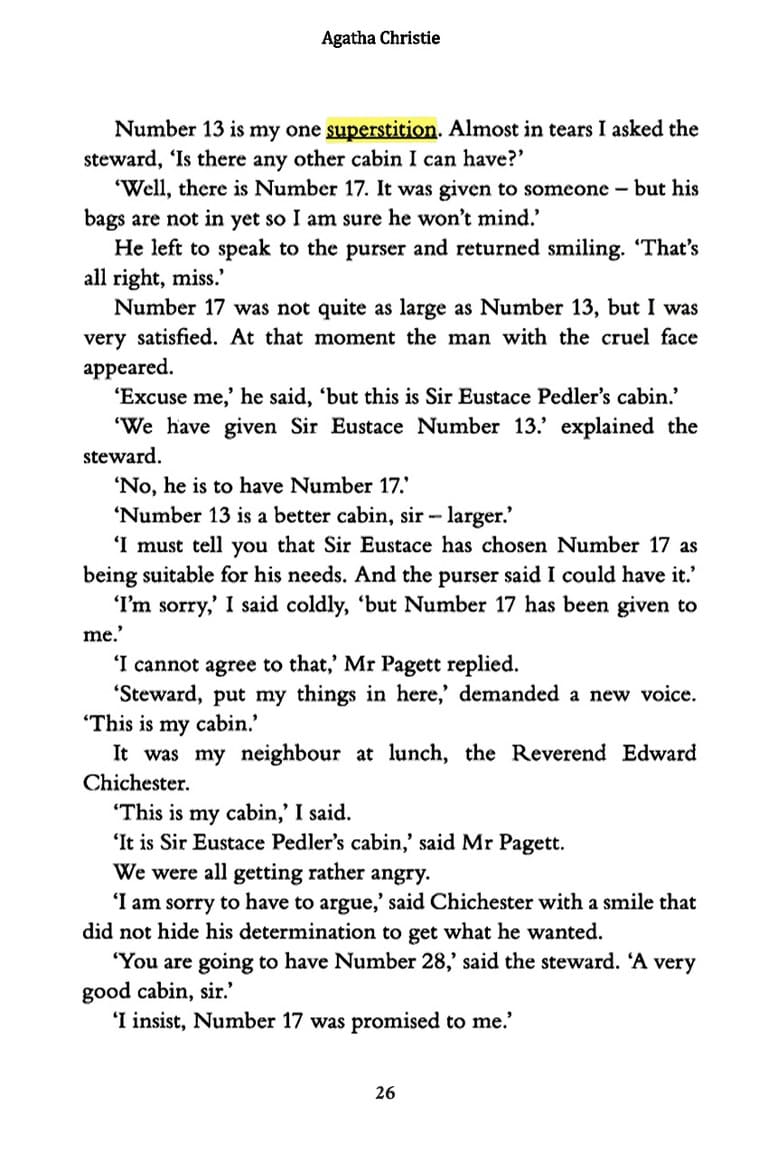 Agatha Christie
Number 13 is my one superstition. Almost in tears I asked the
steward, ‘Is there any other cabin I can have?’
‘Well, there is Number 17. It was given to someone – but his
bags are not in yet so I am sure he won’t mind.’
He left to speak to the purser and returned smiling. ‘That’s
all right, miss.’
Number 17 was not quite as large as Number 13, but I was
very satisfied. At that moment the man with the cruel face
appeared.
‘Excuse me,’ he said, ‘but this is Sir Eustace Pedler’s cabin.’
‘We have given Sir Eustace Number 13.’ explained the
steward.
‘No, he is to have Number 17.’
‘Number 13 is a better cabin, sir – larger.’
‘I must tell you that Sir Eustace has chosen Number 17 as
being suitable for his needs. And the purser said I could have it.’
‘I’m sorry,’ I said coldly, ‘but Number 17 has been given to
me.’
‘I cannot agree to that,’ Mr Pagett replied.
‘Steward, put my things in here,’ demanded a new voice.
‘This is my cabin.’
It was my neighbour at lunch, the Reverend Edward
Chichester.
‘This is my cabin,’ I said.
‘It is Sir Eustace Pedler’s cabin,’ said Mr Pagett.
We were all getting rather angry.
‘I am sorry to have to argue,’ said Chichester with a smile that
did not hide his determination to get what he wanted.
‘You are going to have Number 28,’ said the steward. ‘A very
good cabin, sir.’
‘I insist, Number 17 was promised to me.’
26